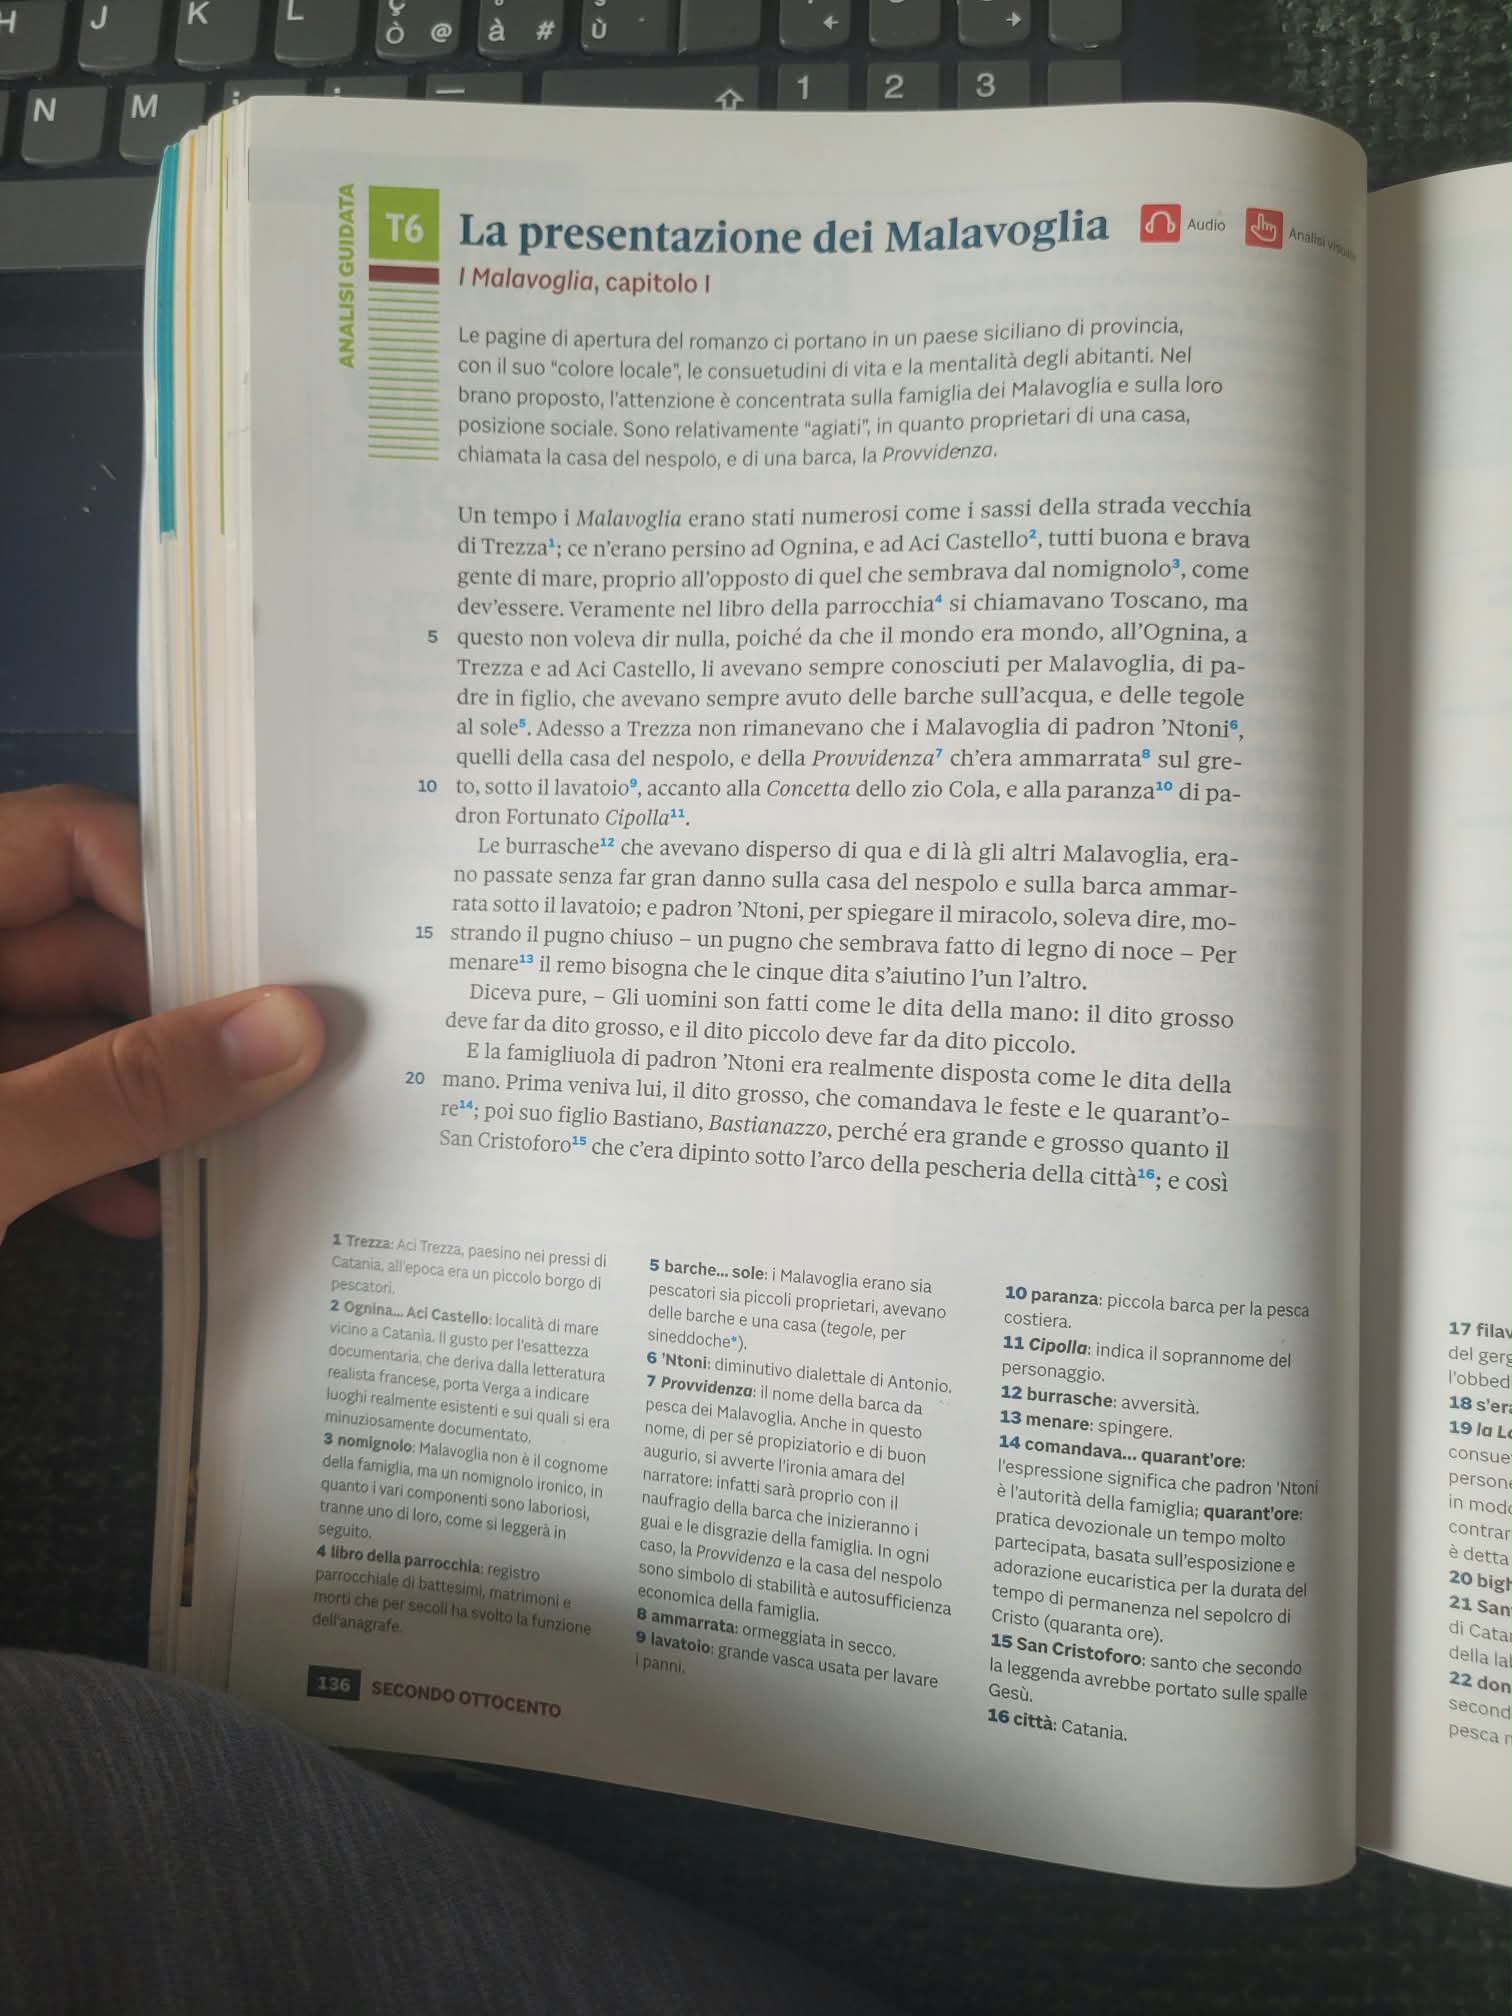 H J K L ç ò @ à # ù ←
→
N M 1 2 3
ANALISI GUIDATA
T6
La presentazione dei Malavoglia
Audio
Analisi
I Malavoglia, capitolo I
Le pagine di apertura del romanzo ci portano in un paese siciliano di provincia,
con il suo "colore locale", le consuetudini di vita e la mentalità degli abitanti. Nel
brano proposto, l'attenzione è concentrata sulla famiglia dei Malavoglia e sulla loro
posizione sociale. Sono relativamente "agiati", in quanto proprietari di una casa,
chiamata la casa del nespolo, e di una barca, la Provvidenza.
Un tempo i Malavoglia erano stati numerosi come i sassi della strada vecchia
di Trezza¹; ce n'erano persino ad Ognina, e ad Aci Castello², tutti buona e brava
gente di mare, proprio all'opposto di quel che sembrava dal nomignolo³, come
dev'essere. Veramente nel libro della parrocchia⁴ si chiamavano Toscano, ma
5 questo non voleva dir nulla, poiché da che il mondo era mondo, all'Ognina, a
Trezza e ad Aci Castello, li avevano sempre conosciuti per Malavoglia, di pa-
dre in figlio, che avevano sempre avuto delle barche sull'acqua, e delle tegole
al sole⁵. Adesso a Trezza non rimanevano che i Malavoglia di padron 'Ntoni⁶,
quelli della casa del nespolo, e della Provvidenza⁷ ch'era ammarrata⁸ sul gre-
10 to, sotto il lavatoio⁹, accanto alla Concetta dello zio Cola, e alla paranza¹⁰ di pa-
dron Fortunato Cipolla¹¹.
Le burrasche¹² che avevano disperso di qua e di là gli altri Malavoglia, era-
no passate senza far gran danno sulla casa del nespolo e sulla barca ammar-
rata sotto il lavatoio; e padron 'Ntoni, per spiegare il miracolo, soleva dire, mo-
15 strando il pugno chiuso – un pugno che sembrava fatto di legno di noce – Per
menare¹³ il remo bisogna che le cinque dita s'aiutino l'un l'altro.
Diceva pure, – Gli uomini son fatti come le dita della mano: il dito grosso
deve far da dito grosso, e il dito piccolo deve far da dito piccolo.
E la famigliuola di padron 'Ntoni era realmente disposta come le dita della
20 mano. Prima veniva lui, il dito grosso, che comandava le feste e le quarant'o-
re¹⁴; poi suo figlio Bastiano, Bastianazzo, perché era grande e grosso quanto il
San Cristoforo¹⁵ che c'era dipinto sotto l'arco della pescheria della città¹⁶; e così
1 Trezza: Aci Trezza, paesino nei pressi di
Catania, all'epoca era un piccolo borgo di
pescatori.
2 Ognina... Aci Castello: località di mare
vicino a Catania. Il gusto per l'esattezza
documentaria, che deriva dalla letteratura
realista francese, porta Verga a indicare
luoghi realmente esistenti e sui quali si era
minuziosamente documentato.
3 nomignolo: Malavoglia non è il cognome
della famiglia, ma un nomignolo ironico, in
quanto i vari componenti sono laboriosi,
tranne uno di loro, come si leggerà in
seguito.
4 libro della parrocchia: registro
parrocchiale di battesimi, matrimoni e
morti che per secoli ha svolto la funzione
dell'anagrafe.
5 barche... sole: i Malavoglia erano sia
pescatori sia piccoli proprietari, avevano
delle barche e una casa (tegole, per
sineddoche*).
6 'Ntoni: diminutivo dialettale di Antonio.
7 Provvidenza: il nome della barca da
pesca dei Malavoglia. Anche in questo
nome, di per sé propiziatorio e di buon
augurio, si avverte l'ironia amara del
narratore: infatti sarà proprio con il
naufragio della barca che inizieranno i
guai e le disgrazie della famiglia. In ogni
caso, la Provvidenza e la casa del nespolo
sono simbolo di stabilità e autosufficienza
economica della famiglia.
8 ammarrata: ormeggiata in secco.
9 lavatoio: grande vasca usata per lavare
i panni.
10 paranza: piccola barca per la pesca
costiera.
11 Cipolla: indica il soprannome del
personaggio.
12 burrasche: avversità.
13 menare: spingere.
14 comandava... quarant'ore:
l'espressione significa che padron 'Ntoni
è l'autorità della famiglia; quarant'ore:
pratica devozionale un tempo molto
partecipata, basata sull'esposizione e
adorazione eucaristica per la durata del
tempo di permanenza nel sepolcro di
Cristo (quaranta ore).
15 San Cristoforo: santo che secondo
la leggenda avrebbe portato sulle spalle
Gesù.
16 città: Catania.
136 SECONDO OTTOCENTO
17
del
18
19 la
20
21
di
22 don
pesca